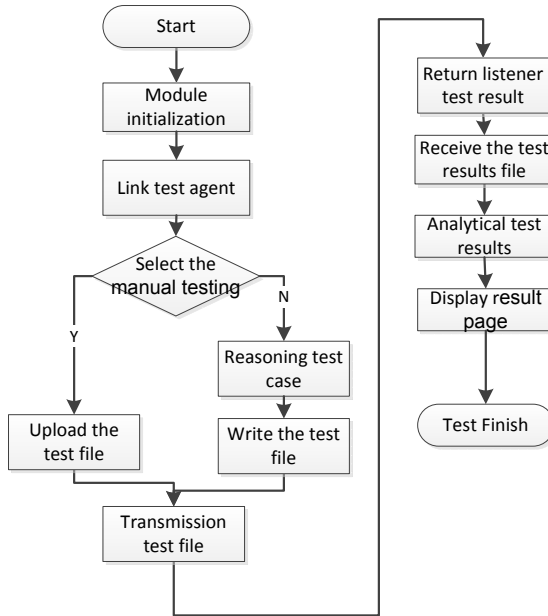 Start
Module
initialization
Link test agent
Select the
manual testing
Y
N
Reasoning test
case
Upload the
test file
Write the test
file
Transmission
test file
Return listener
test result
Receive the test
results file
Analytical test
results
Display result
page
Test Finish